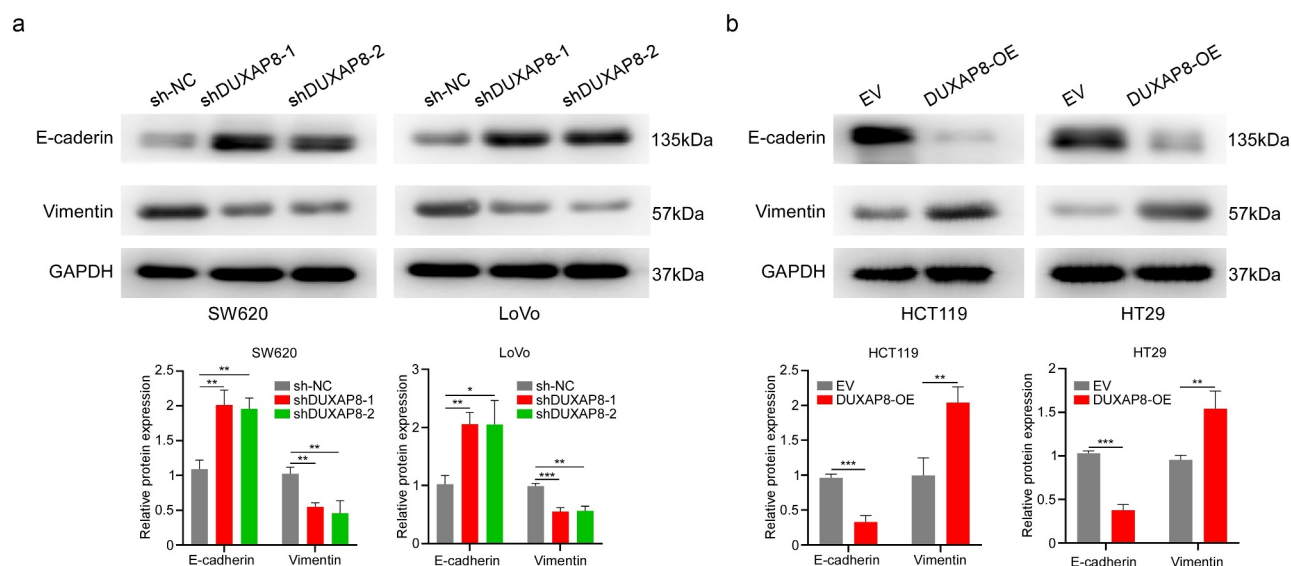 a
sh-NC shDUXAP8-1 shDUXAP8-2 sh-NC shDUXAP8-1 shDUXAP8-2
E-caderin 135kDa
Vimentin 57kDa
GAPDH 37kDa
SW620 LoVo
SW620
Relative protein expression
2.5
2
1.5
1
0.5
0
** ** ** **
sh-NC
shDUXAP8-1
shDUXAP8-2
E-cadherin Vimentin
LoVo
Relative protein expression
3
2
1
0
* ** ** ***
sh-NC
shDUXAP8-1
shDUXAP8-2
E-cadherin Vimentin
b
EV DUXAP8-OE EV DUXAP8-OE
E-caderin 135kDa
Vimentin 57kDa
GAPDH 37kDa
HCT119 HT29
HCT119
Relative protein expression
2.5
2
1.5
1
0.5
0
*** **
EV
DUXAP8-OE
E-cadherin Vimentin
HT29
Relative protein expression
2
1.5
1
0.5
0
*** **
EV
DUXAP8-OE
E-cadherin Vimentin